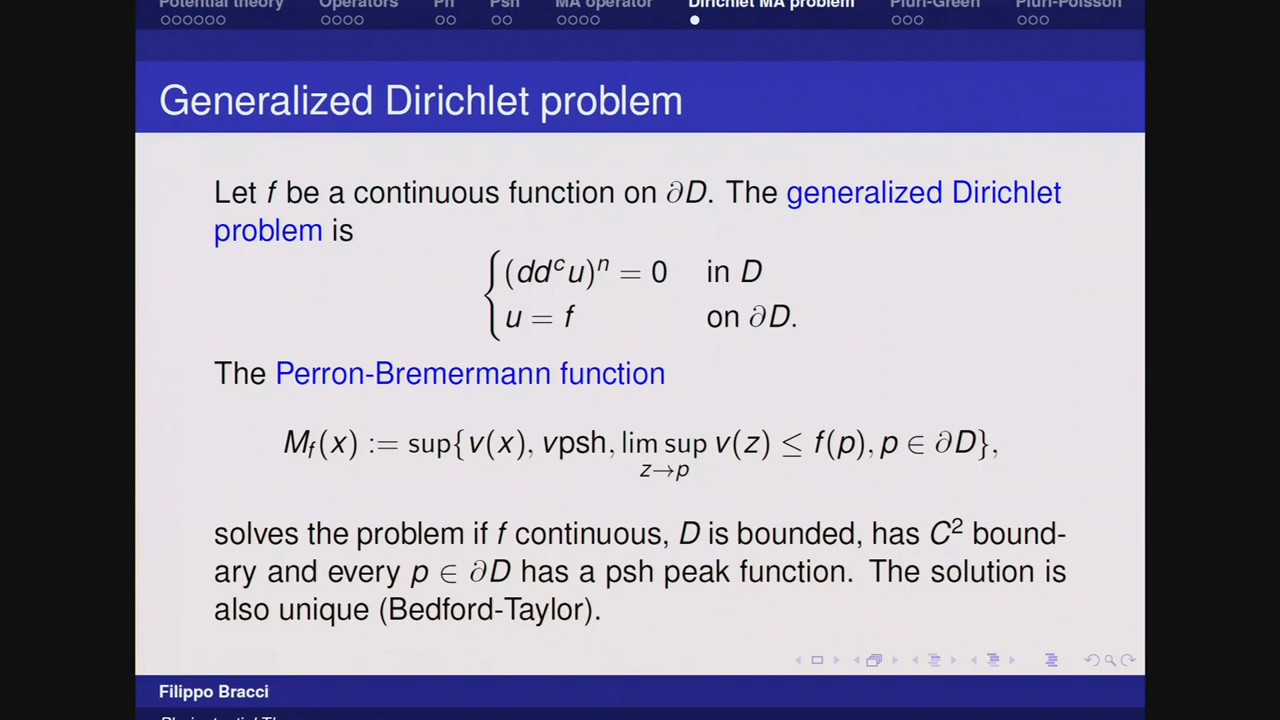 Potential theory Operators Ph Psh MA operator Dirichlet MA problem Pluri-Green Pluri-Poisson
Generalized Dirichlet problem
Let f be a continuous function on ∂D. The generalized Dirichlet
problem is
(dd^c u)^n = 0 in D
u = f on ∂D.
The Perron-Bremermann function
M_f(x) := sup{v(x), vpsh, lim sup_{z→p} v(z) ≤ f(p), p ∈ ∂D},
solves the problem if f continuous, D is bounded, has C² bound-
ary and every p ∈ ∂D has a psh peak function. The solution is
also unique (Bedford-Taylor).
Filippo Bracci